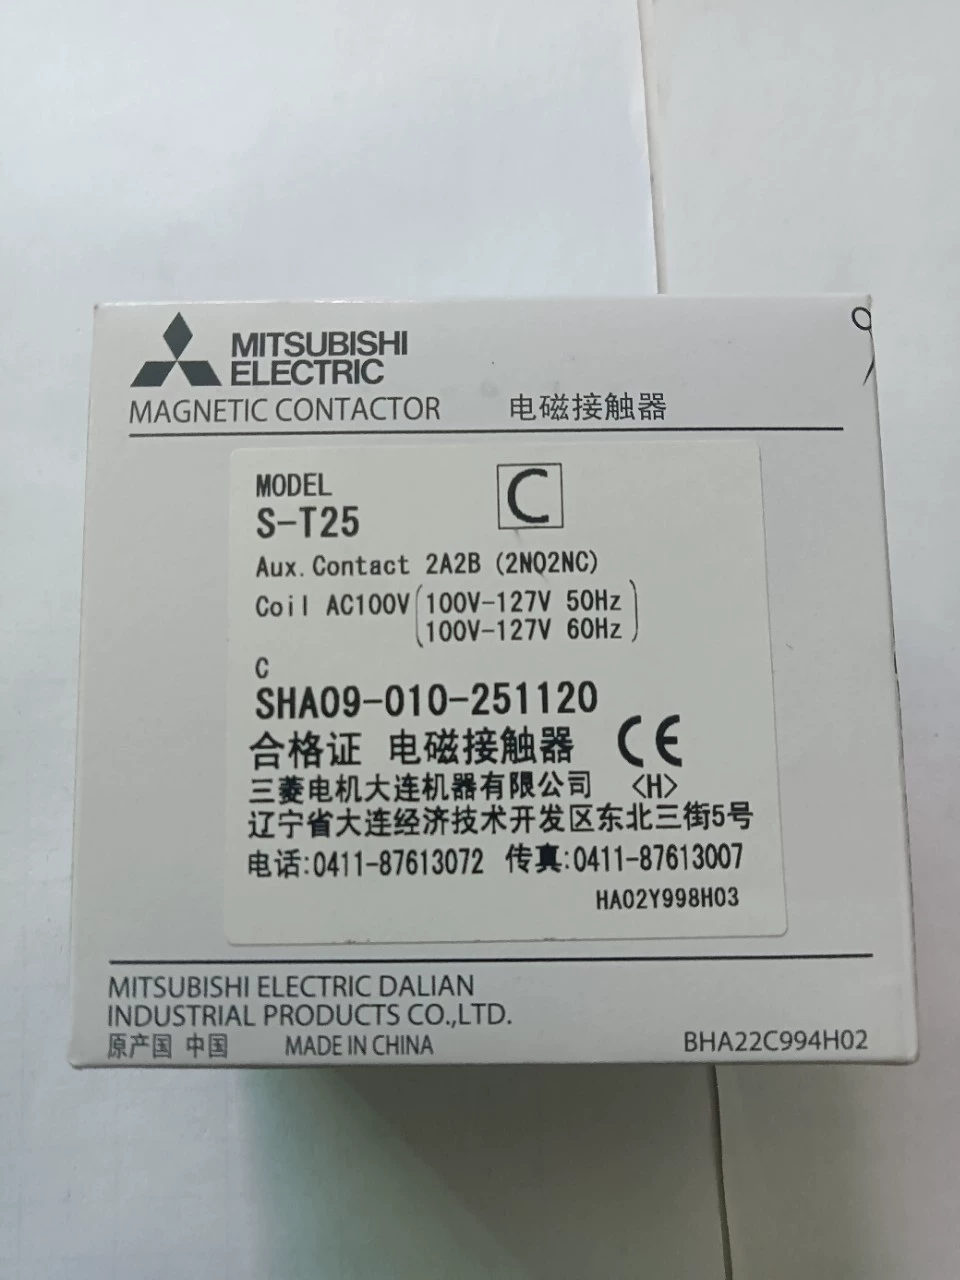 MITSUBISHI
ELECTRIC
MAGNETIC CONTACTOR 电磁接触器
MODEL
S-T25
C
Aux. Contact 2A2B (2NO2NC)
Coil AC100V (100V-127V 50Hz
100V-127V 60Hz)
C
SHA09-010-251120
合格证 电磁接触器 CE
三菱电机大连机器有限公司 <H>
辽宁省大连经济技术开发区东北三街5号
电话:0411-87613072 传真:0411-87613007
HA02Y998H03
MITSUBISHI ELECTRIC DALIAN
INDUSTRIAL PRODUCTS CO.,LTD.
原产国 中国 MADE IN CHINA
BHA22C994H02